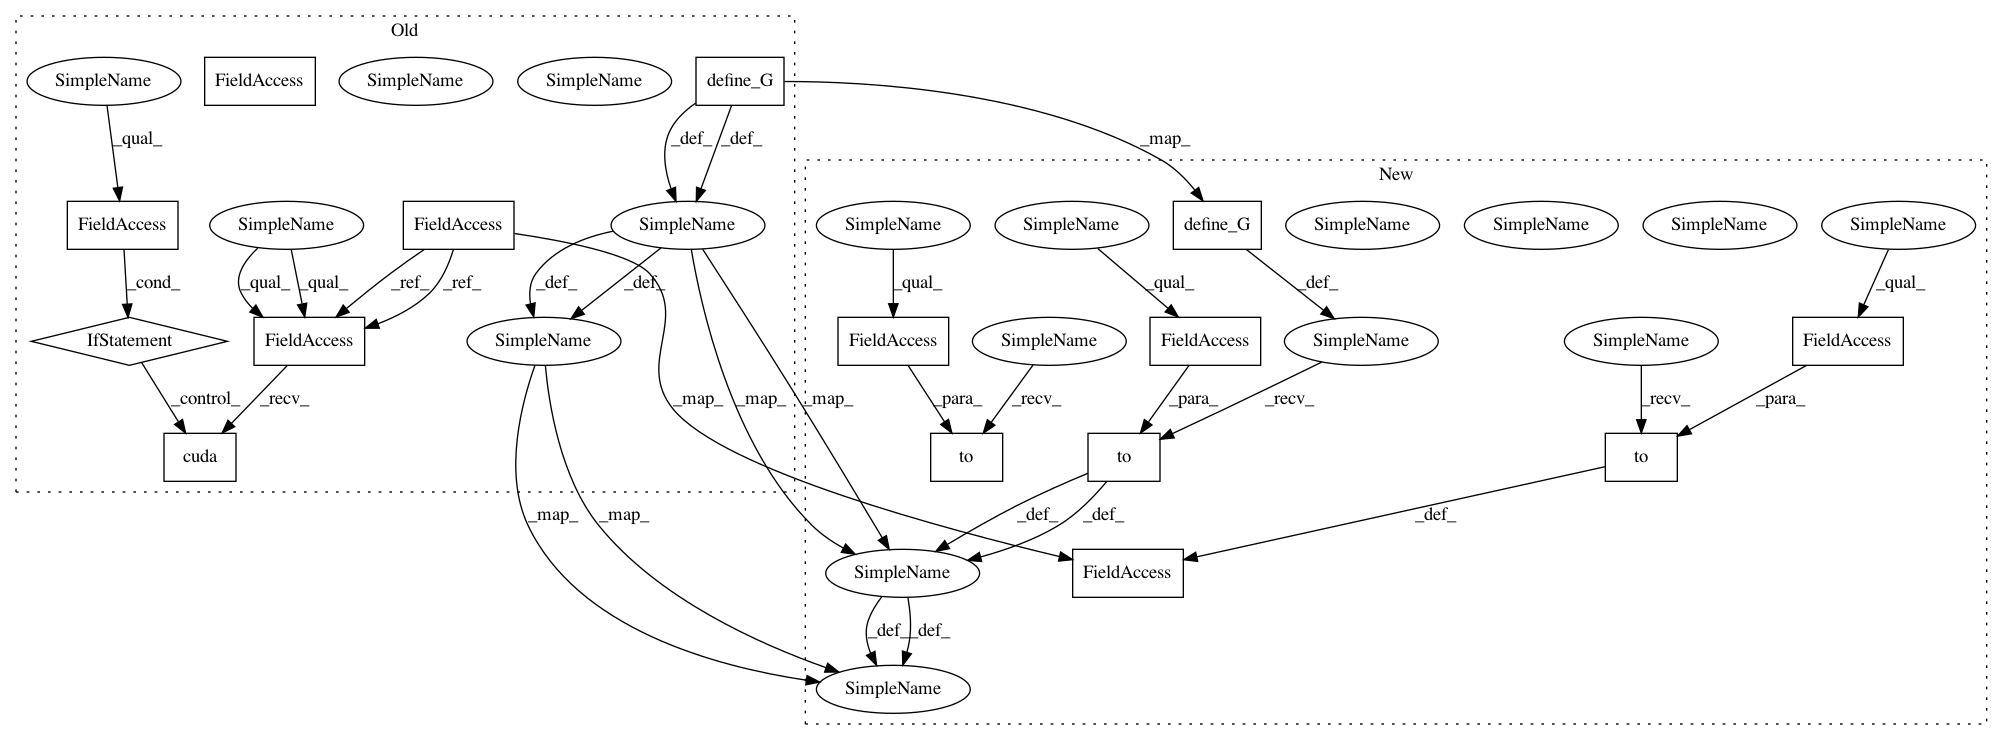 Old
SimpleName
FieldAccess
SimpleName
SimpleName
define_G
_qual_
_def_
_def_
_map_
New
FieldAccess
SimpleName
FieldAccess
SimpleName
SimpleName
SimpleName
define_G
SimpleName
SimpleName
SimpleName
SimpleName
_cond_
_qual_
_qual_
_ref_
_ref_
_def_
_def_
_qual_
_qual_
_def_
_qual_
IfStatement
FieldAccess
SimpleName
FieldAccess
SimpleName
FieldAccess
SimpleName
SimpleName
FieldAccess
_control_
_recv_
_map_
_map_
_map_
_para_
_recv_
_para_
_recv_
_recv_
_para_
cuda
to
to
to
_map_
_map_
_def_
_def_
_def_
SimpleName
FieldAccess
_def_
_def_
SimpleName